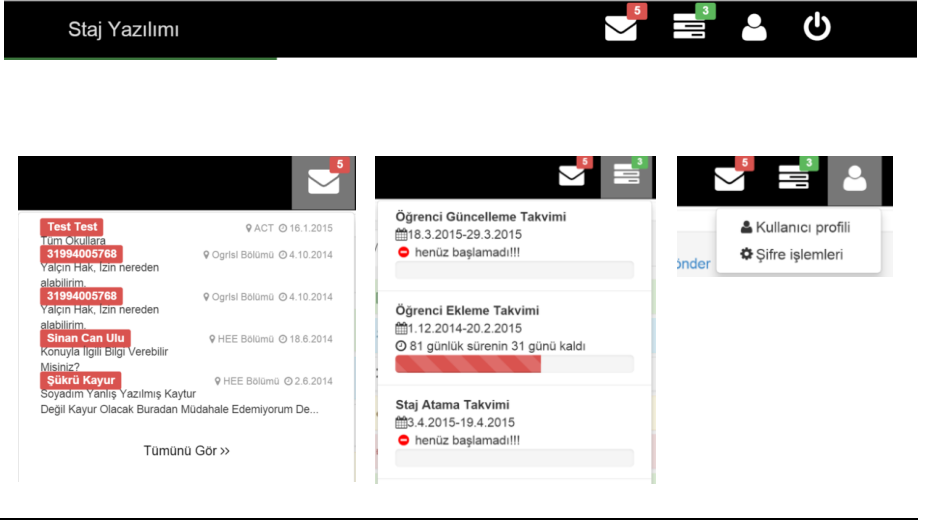 Staj Yazılımı
5
3
5
Test Test
ACT 16.1.2015
Tüm Okullara
31994005768
Ogrlsl Bölümü 4.10.2014
Yalçın Hak, Izin nereden
alabilirim.
31994005768
Ogrlsl Bölümü 4.10.2014
Yalçın Hak, Izin nereden
alabilirim.
Sinan Can Ulu
HEE Bölümü 18.6.2014
Konuyla Ilgili Bilgi Verebilir
Misiniz?
Şükrü Kayur
HEE Bölümü 2.6.2014
Soyadım Yanlış Yazılmış Kaytur
Değil Kayur Olacak Buradan Müdahale Edemiyorum De...
Tümünü Gör >>
5
3
Öğrenci Güncelleme Takvimi
18.3.2015-29.3.2015
henüz başlamadı!!!
Öğrenci Ekleme Takvimi
1.12.2014-20.2.2015
81 günlük sürenin 31 günü kaldı
Staj Atama Takvimi
3.4.2015-19.4.2015
henüz başlamadı!!!
5
3
Kullanıcı profili
Şifre işlemleri
önder